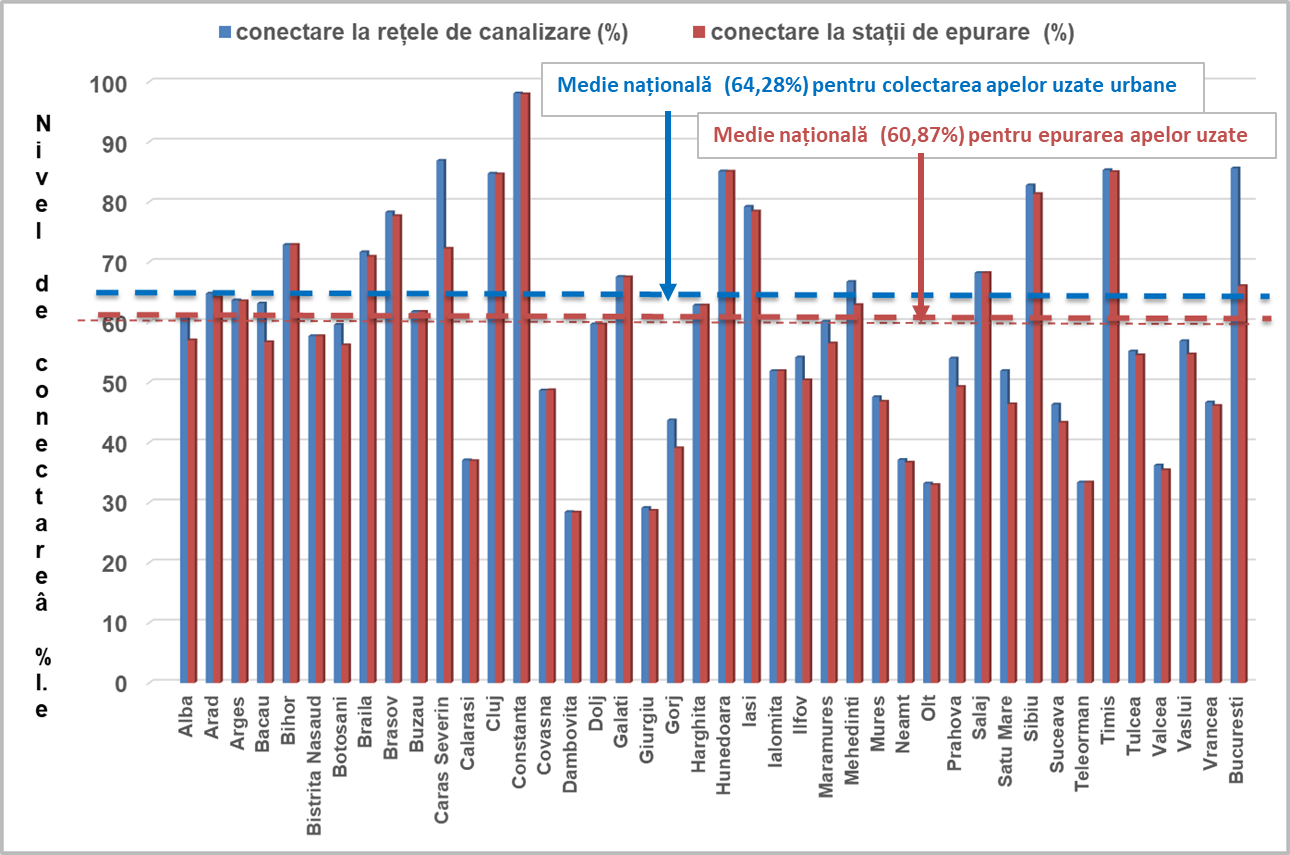 conectare la rețele de canalizare (%)
conectare la stații de epurare (%)
Medie națională (64,28%) pentru colectarea apelor uzate urbane
Medie națională (60,87%) pentru epurarea apelor uzate
Nivel de conectareâ %l.e
100
90
80
70
60
50
40
30
20
10
0
Alba
Arad
Arges
Bacau
Bihor
Bistrita Nasaud
Botosani
Braila
Brasov
Buzau
Caras Severin
Calarasi
Cluj
Constanta
Covasna
Dambovita
Dolj
Galati
Giurgiu
Gorj
Harghita
Hunedoara
Iasi
Ialomita
Ilfov
Maramures
Mehedinti
Mures
Neamt
Olt
Prahova
Salaj
Satu Mare
Sibiu
Suceava
Teleorman
Timis
Tulcea
Valcea
Vaslui
Vrancea
Bucuresti